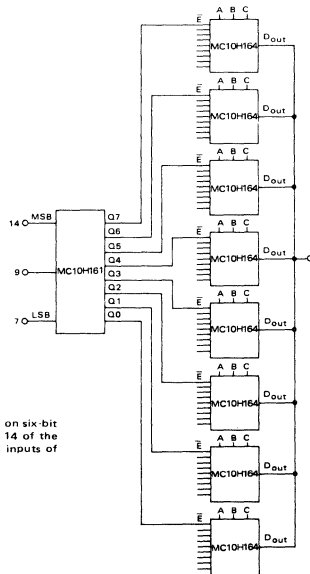 A B C
E
MC10H164
Dout
A B C
E
MC10H164
Dout
A B C
E
MC10H164
Dout
MSB
14
9
LSB
7
MC10H161
Q7
Q6
Q5
Q4
Q3
Q2
Q1
Q0
A B C
E
MC10H164
Dout
A B C
E
MC10H164
Dout
A B C
E
MC10H164
Dout
on six-bit
14 of the
inputs of
A B C
E
MC10H164
Dout
A B C
E
MC10H164
Dout